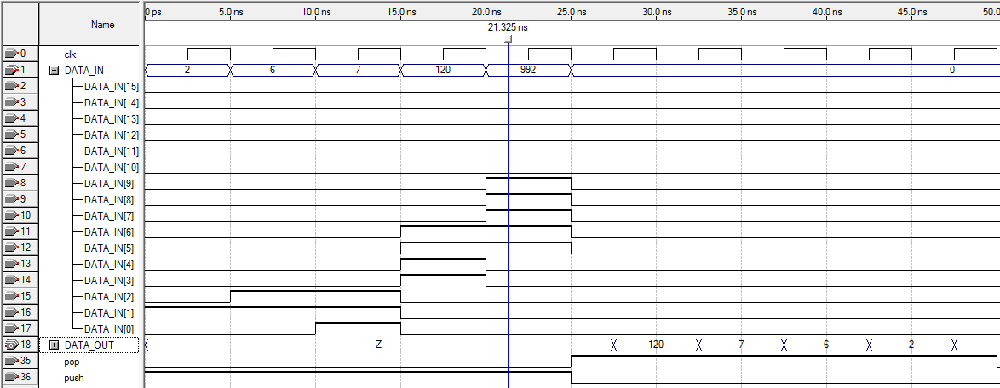 Name
0 ps 5.0 ns 10.0 ns 15.0 ns 20.0 ns 25.0 ns 30.0 ns 35.0 ns 40.0 ns 45.0 ns 50.0
21.325 ns
0 clk
1 DATA_IN 2 6 7 120 992 0
2 DATA_IN[15]
3 DATA_IN[14]
4 DATA_IN[13]
5 DATA_IN[12]
6 DATA_IN[11]
7 DATA_IN[10]
8 DATA_IN[9]
9 DATA_IN[8]
10 DATA_IN[7]
11 DATA_IN[6]
12 DATA_IN[5]
13 DATA_IN[4]
14 DATA_IN[3]
15 DATA_IN[2]
16 DATA_IN[1]
17 DATA_IN[0]
18 DATA_OUT Z 120 7 6 2
35 pop
36 push